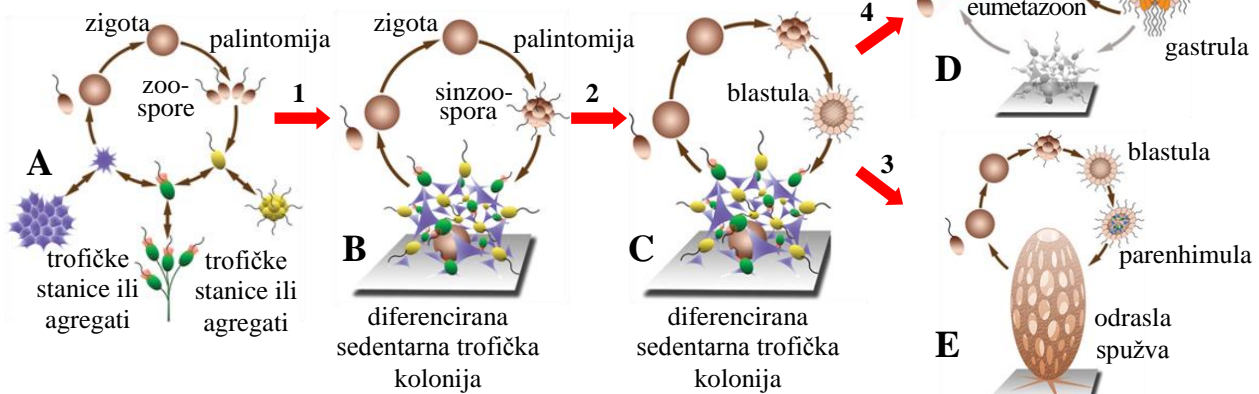 zigota
palintomija
zoo-
spore
A
trofičke
stanice ili
agregati
trofičke
stanice ili
agregati
1
zigota
palintomija
sinzoo-
spora
B
diferencirana
sedentarna trofička
kolonija
2
blastula
C
diferencirana
sedentarna trofička
kolonija
4
eumetazoon
gastrula
D
3
blastula
parenhimula
odrasla
spužva
E